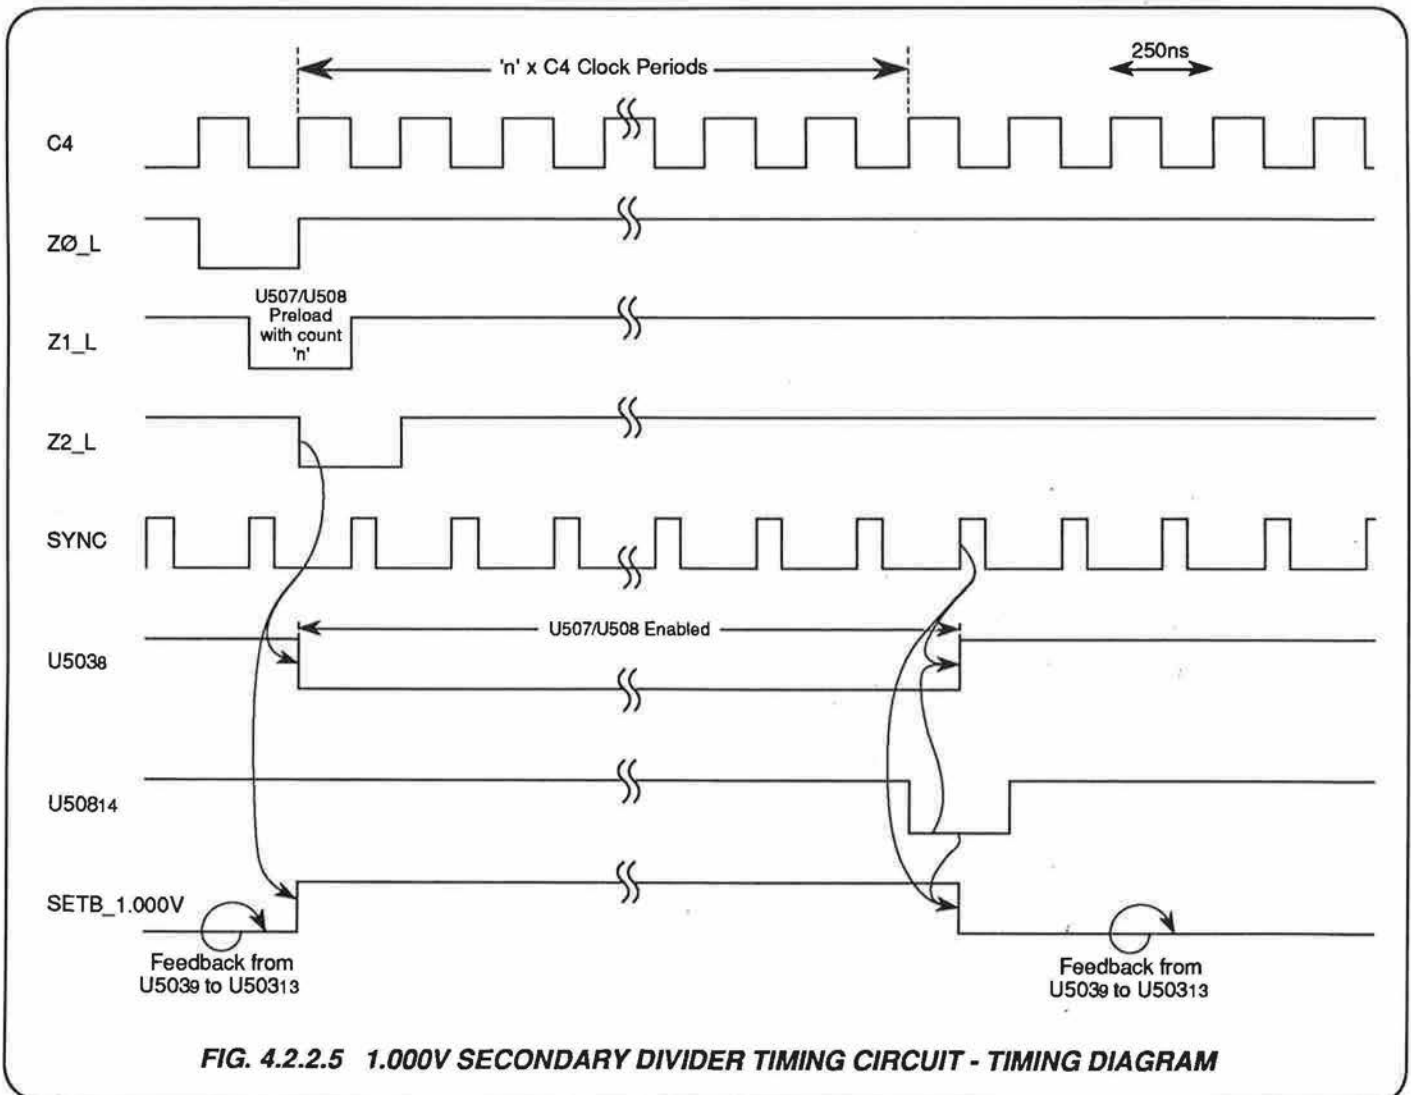 'n' x C4 Clock Periods
250ns
C4
ZØ_L
U507/U508
Preload
with count
'n'
Z1_L
Z2_L
SYNC
U507/U508 Enabled
U5038
U50814
SETB_1.000V
Feedback from
U5039 to U50313
Feedback from
U5039 to U50313
FIG. 4.2.2.5 1.000V SECONDARY DIVIDER TIMING CIRCUIT - TIMING DIAGRAM